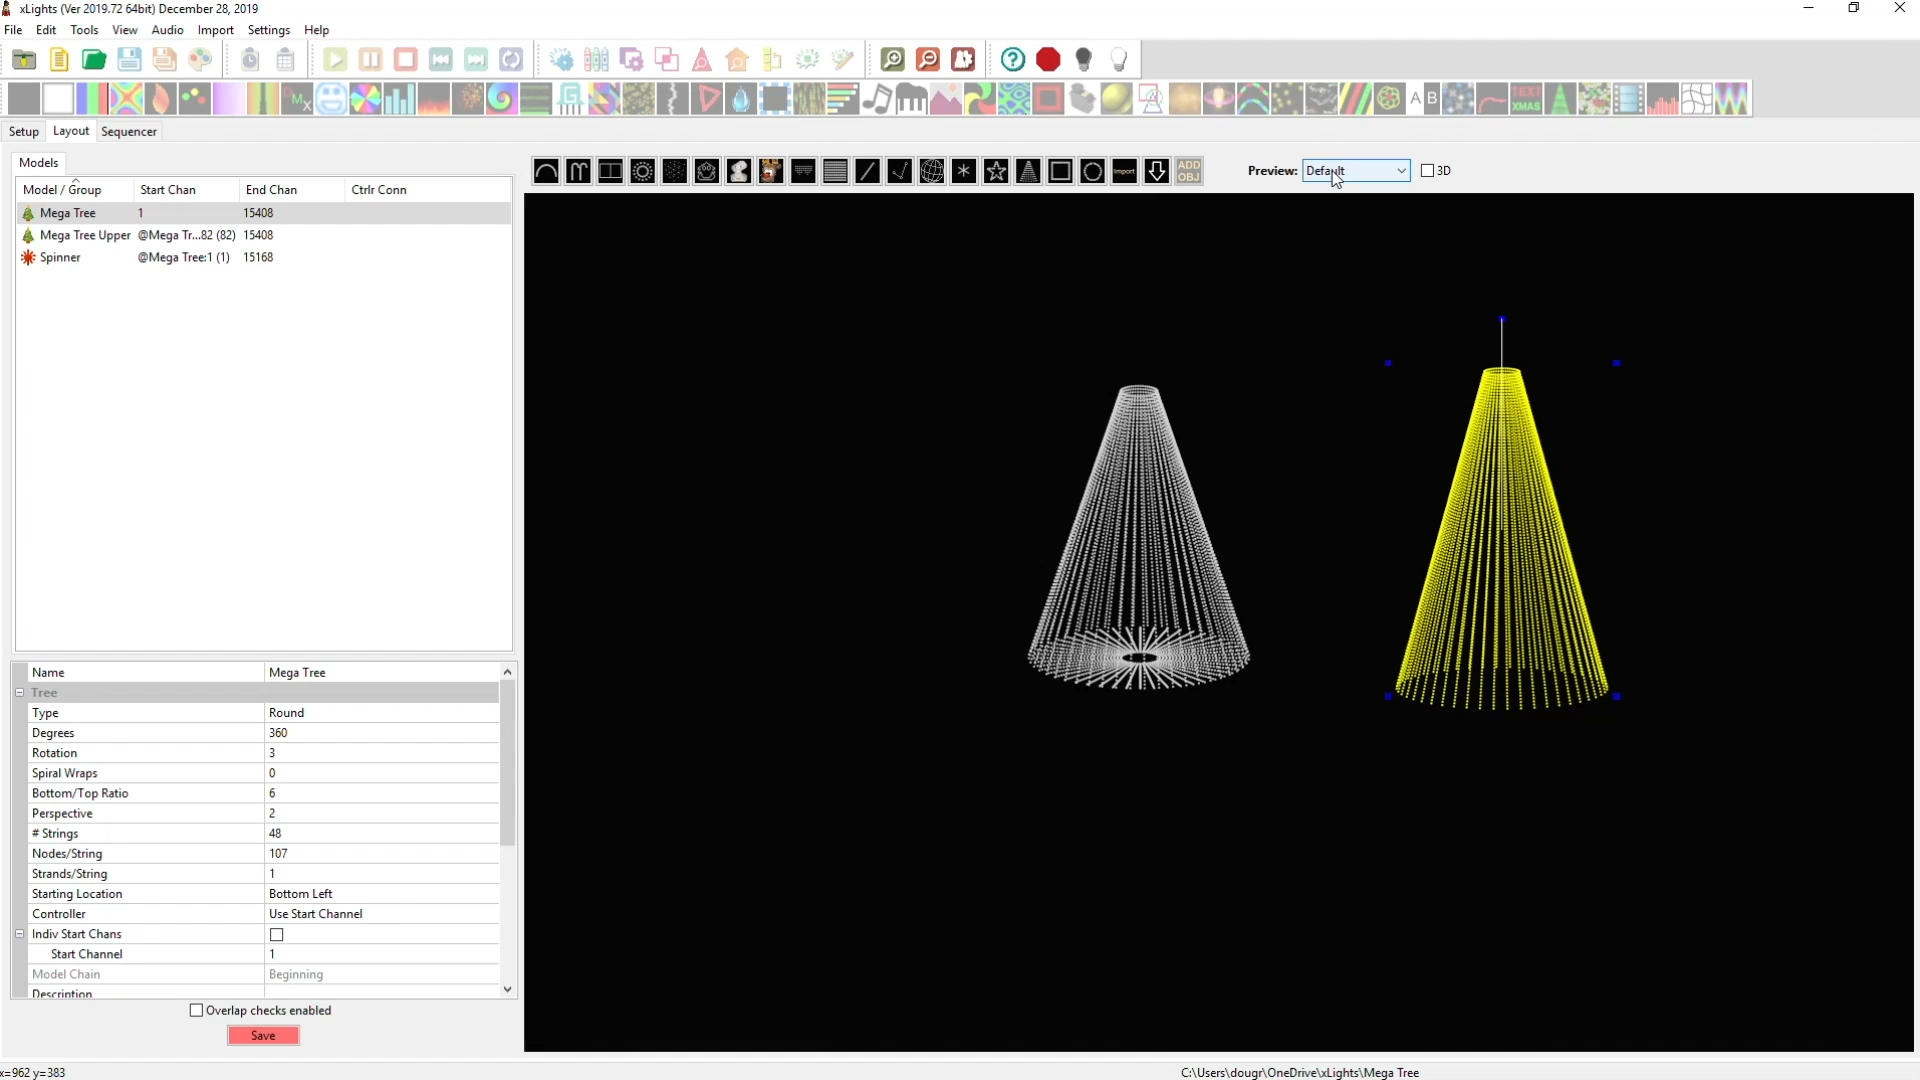 xLights (Ver 2019.72 64bit) December 28, 2019
File Edit Tools View Audio Import Settings Help
Setup Layout Sequencer
Models
Model / Group Start Chan End Chan Ctrlr Conn
Mega Tree 1 15408
Mega Tree Upper @Mega Tr...82 (82) 15408
Spinner @Mega Tree:1 (1) 15168
Import ADD OBJ Preview: Default 3D
Name Mega Tree
Tree
Type Round
Degrees 360
Rotation 3
Spiral Wraps 0
Bottom/Top Ratio 6
Perspective 2
# Strings 48
Nodes/String 107
Strands/String 1
Starting Location Bottom Left
Controller Use Start Channel
Indiv Start Chans
Start Channel 1
Model Chain Beginning
Description
Overlap checks enabled
Save
x=962 y=383 C:\Users\dougr\OneDrive\xLights\Mega Tree